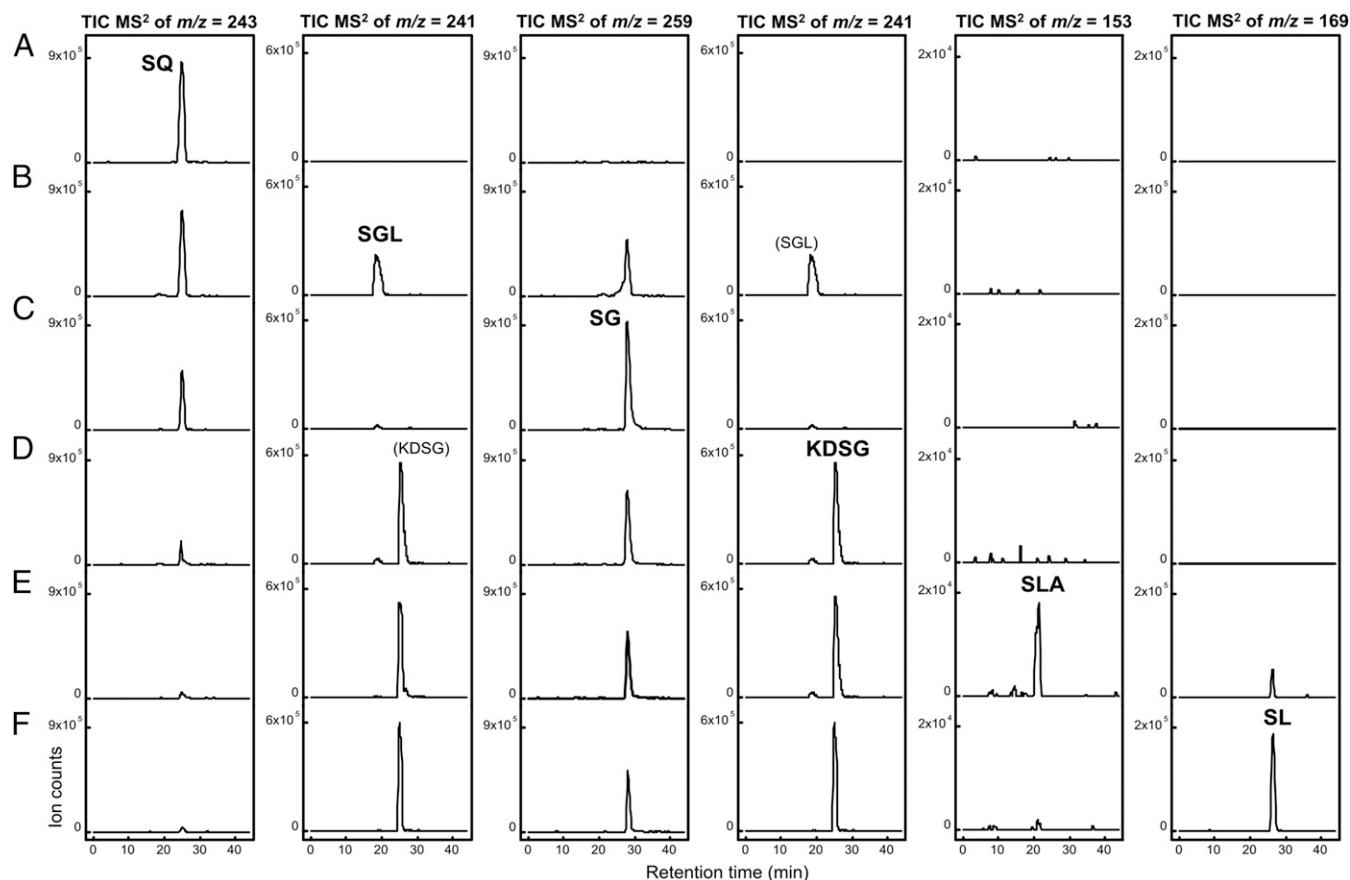 TIC MS² of m/z = 243 TIC MS² of m/z = 241 TIC MS² of m/z = 259 TIC MS² of m/z = 241 TIC MS² of m/z = 153 TIC MS² of m/z = 169
A
9x10⁵ 6x10⁵ 9x10⁵ 6x10⁵ 2x10⁴ 2x10⁵
SQ
0 0 0 0 0 0
B
9x10⁵ 6x10⁵ 9x10⁵ 6x10⁵ 2x10⁴ 2x10⁵
SGL (SGL)
0 0 0 0 0 0
C
9x10⁵ 6x10⁵ 9x10⁵ 6x10⁵ 2x10⁴ 2x10⁵
SG
0 0 0 0 0 0
D
(KDSG) KDSG
9x10⁵ 6x10⁵ 9x10⁵ 6x10⁵ 2x10⁴ 2x10⁵
0 0 0 0 0 0
E
9x10⁵ 6x10⁵ 9x10⁵ 6x10⁵ 2x10⁴ 2x10⁵
SLA
0 0 0 0 0 0
F
9x10⁵ 6x10⁵ 9x10⁵ 6x10⁵ 2x10⁴ 2x10⁵
SL
Ion counts
0 0 0 0 0 0
0 10 20 30 40 0 10 20 30 40 0 10 20 30 40 0 10 20 30 40 0 10 20 30 40 0 10 20 30 40
Retention time (min)